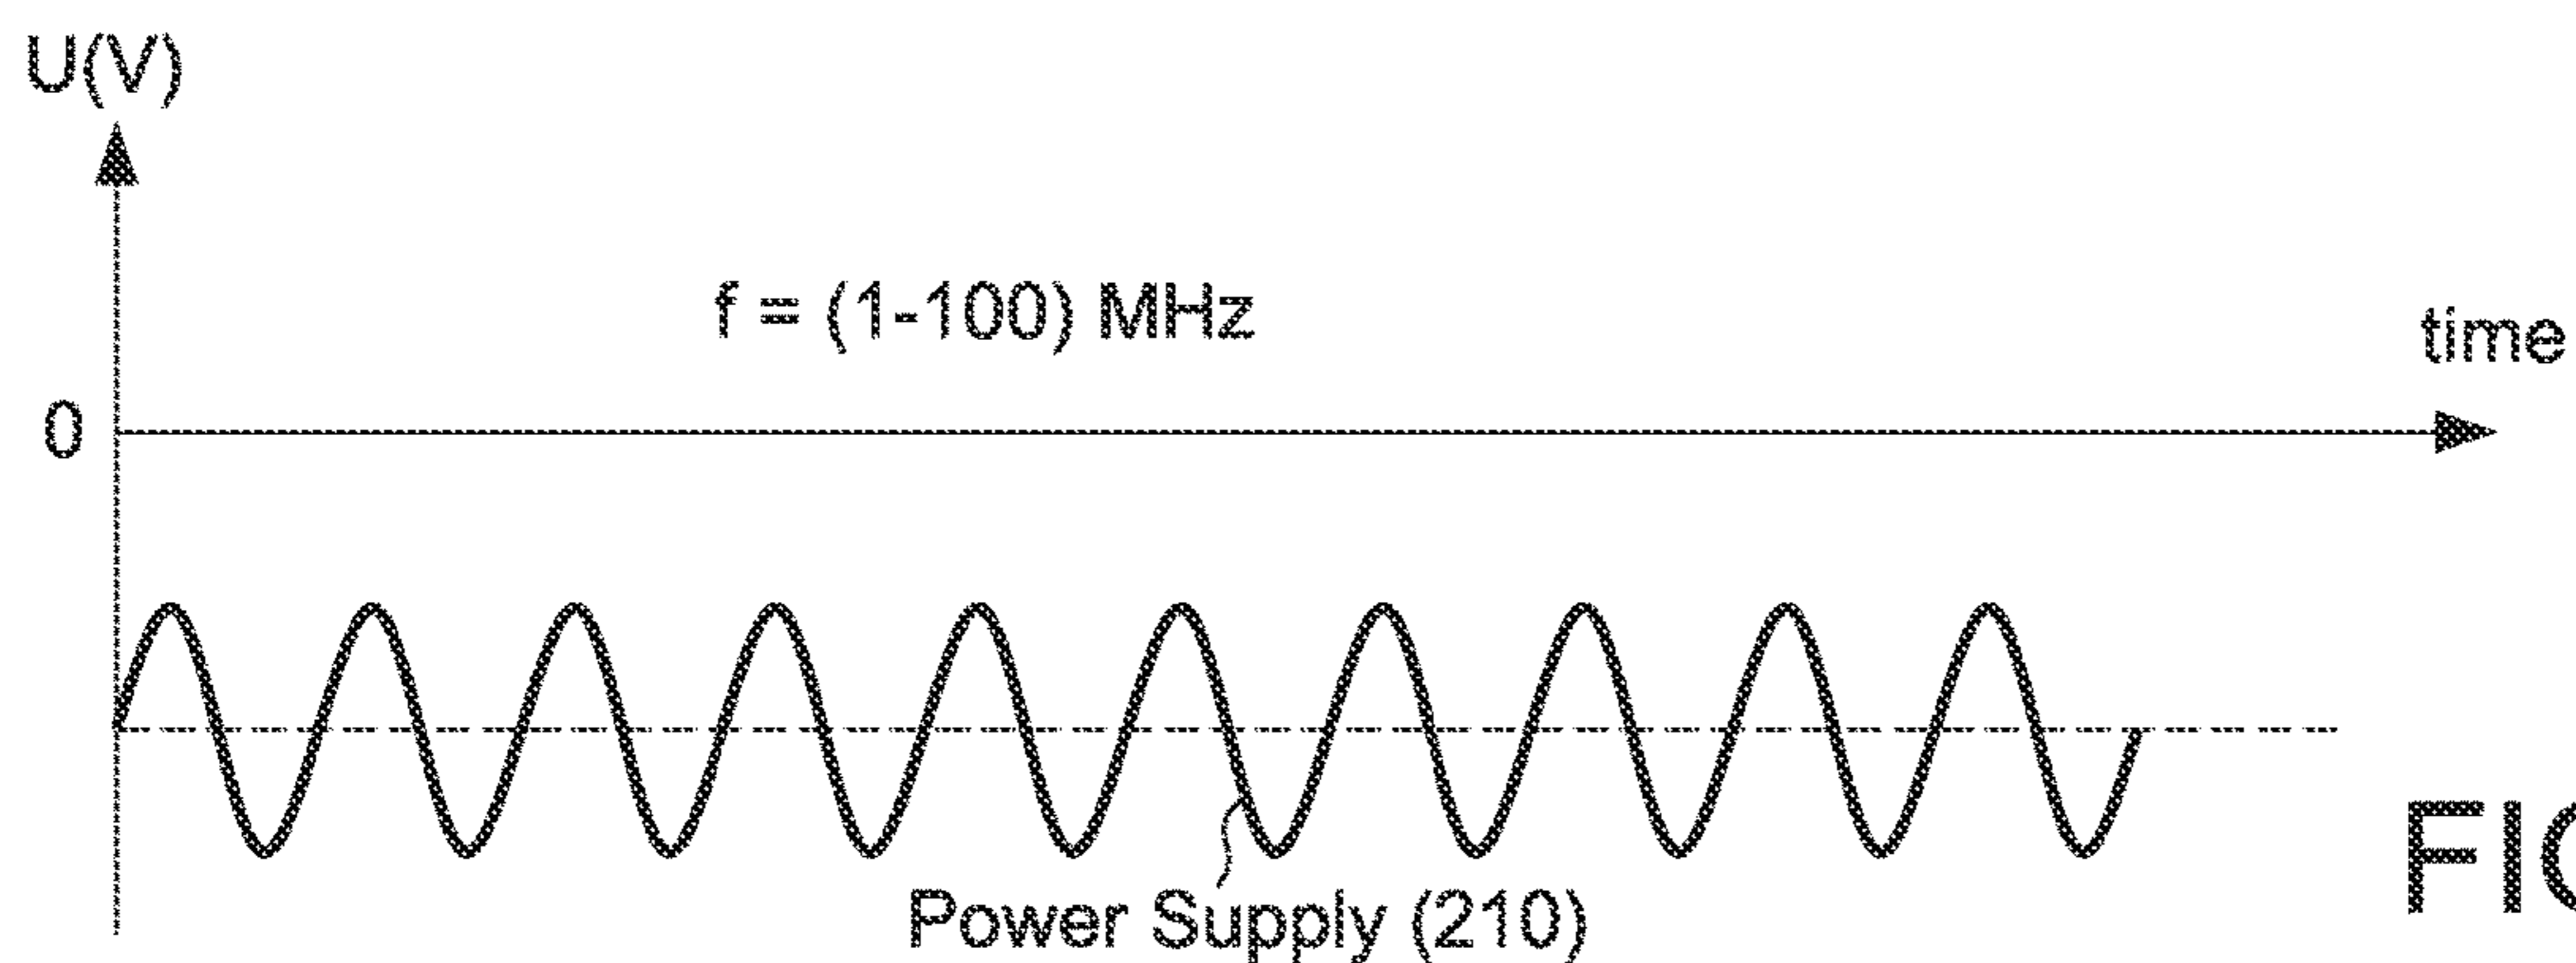 U(V)
f = (1-100) MHz
time
0
Power Supply (210)